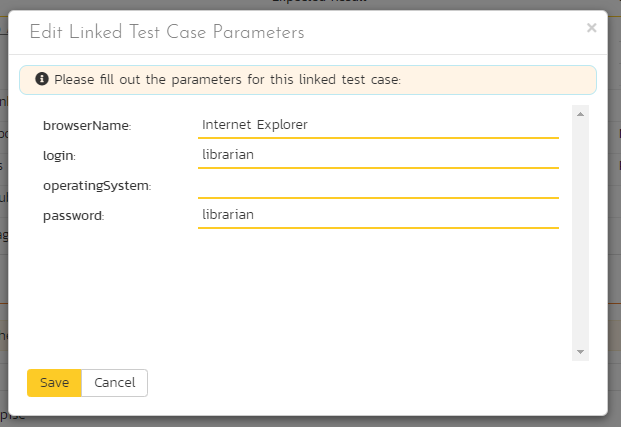 Edit Linked Test Case Parameters
×
Please fill out the parameters for this linked test case:
browserName: Internet Explorer
login: librarian
operatingSystem:
password: librarian
Save Cancel